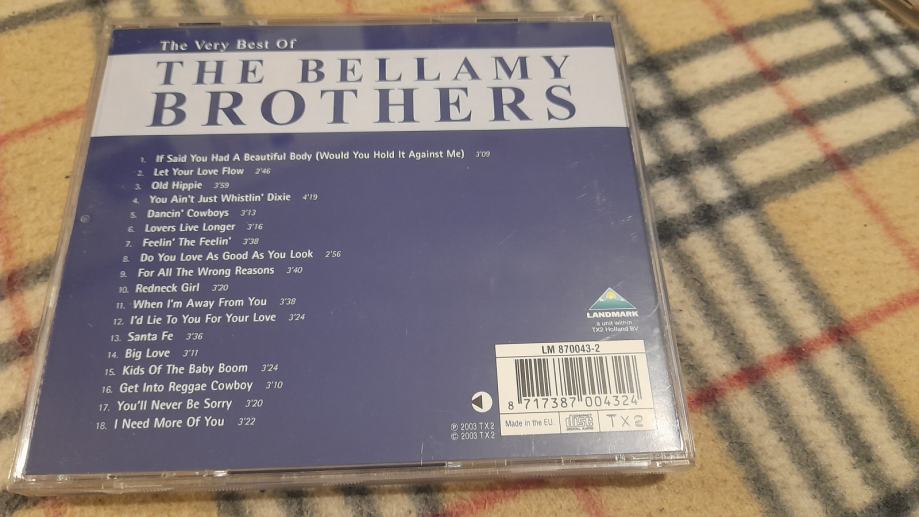 The Very Best Of
THE BELLAMY
BROTHERS
1. If Said You Had A Beautiful Body (Would You Hold It Against Me) 3'09
2. Let Your Love Flow 2'46
3. Old Hippie 3'59
4. You Ain't Just Whistlin' Dixie 4'19
5. Dancin' Cowboys 3'13
6. Lovers Live Longer 3'16
7. Feelin' The Feelin' 3'38
8. Do You Love As Good As You Look 2'56
9. For All The Wrong Reasons 3'40
10. Redneck Girl 3'20
11. When I'm Away From You 3'38
12. I'd Lie To You For Your Love 3'24
13. Santa Fe 3'36
14. Big Love 3'11
15. Kids Of The Baby Boom 3'24
16. Get Into Reggae Cowboy 3'10
17. You'll Never Be Sorry 3'20
18. I Need More Of You 3'22
LANDMARK
a unit within
TX2 Holland BV
LM 870043-2
8 717387 004324
Made in the EU.
COMPACT
disc
DIGITAL AUDIO
TX2
℗ 2003 TX2
© 2003 TX2